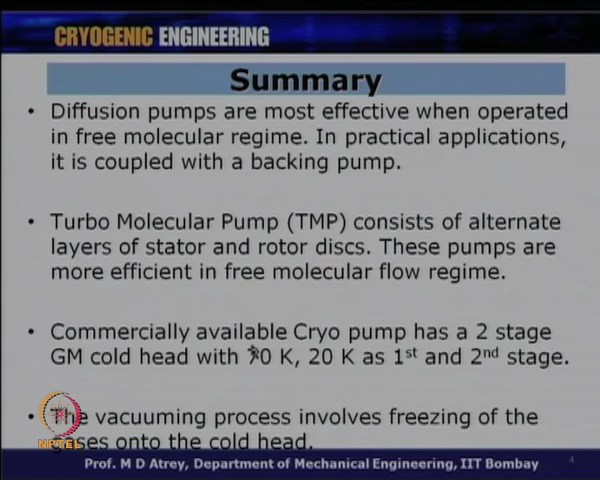 CRYOGENIC ENGINEERING
Summary
• Diffusion pumps are most effective when operated
in free molecular regime. In practical applications,
it is coupled with a backing pump.
• Turbo Molecular Pump (TMP) consists of alternate
layers of stator and rotor discs. These pumps are
more efficient in free molecular flow regime.
• Commercially available Cryo pump has a 2 stage
GM cold head with 70 K, 20 K as 1st and 2nd stage.
• The vacuuming process involves freezing of the
gases onto the cold head.
NPTEL
Prof. M D Atrey, Department of Mechanical Engineering, IIT Bombay
4